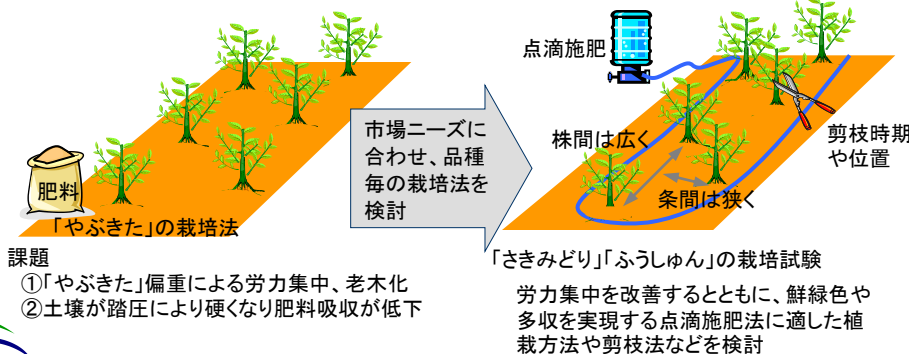 肥料
「やぶきた」の栽培法
課題
①「やぶきた」偏重による労力集中、老木化
②土壌が踏圧により硬くなり肥料吸収が低下
市場ニーズに
合わせ、品種
毎の栽培法を
検討
点滴施肥
株間は広く
条間は狭く
剪枝時期
や位置
「さきみどり」「ふうしゅん」の栽培試験
労力集中を改善するとともに、鮮緑色や
多収を実現する点滴施肥法に適した植
栽方法や剪枝法などを検討